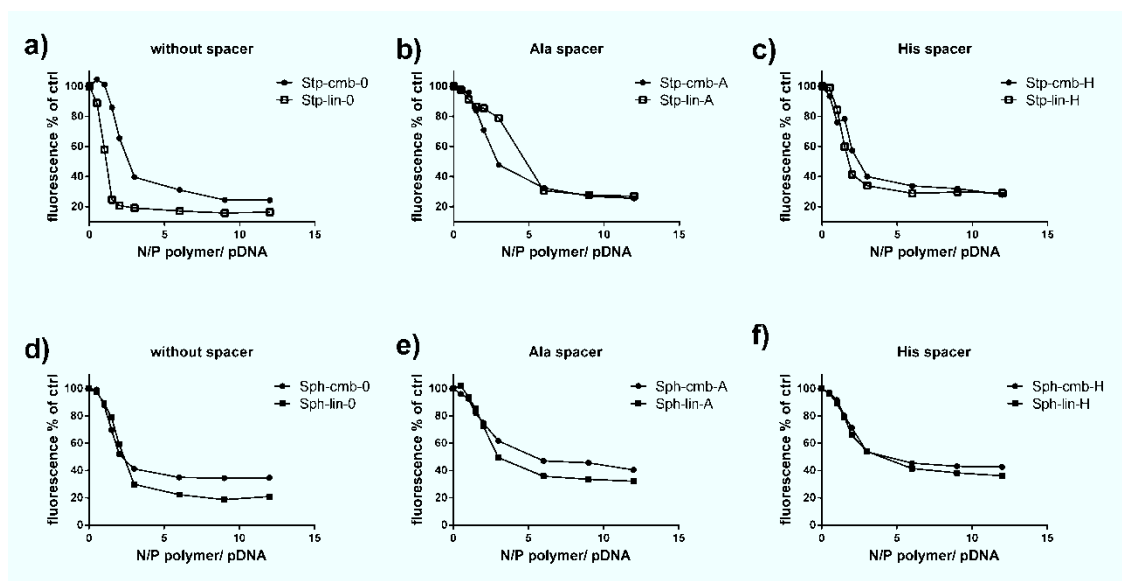 a) without spacer
Stp-cmb-0
Stp-lin-0
fluorescence % of ctrl
100
80
60
40
20
0 5 10 15
N/P polymer/ pDNA
b) Ala spacer
Stp-cmb-A
Stp-lin-A
fluorescence % of ctrl
100
80
60
40
20
0 5 10 15
N/P polymer/ pDNA
c) His spacer
Stp-cmb-H
Stp-lin-H
fluorescence % of ctrl
100
80
60
40
20
0 5 10 15
N/P polymer/ pDNA
d) without spacer
Sph-cmb-0
Sph-lin-0
fluorescence % of ctrl
100
80
60
40
20
0
0 5 10 15
N/P polymer/ pDNA
e) Ala spacer
Sph-cmb-A
Sph-lin-A
fluorescence % of ctrl
100
80
60
40
20
0
0 5 10 15
N/P polymer/ pDNA
f) His spacer
Sph-cmb-H
Sph-lin-H
fluorescence % of ctrl
100
80
60
40
20
0
0 5 10 15
N/P polymer/ pDNA